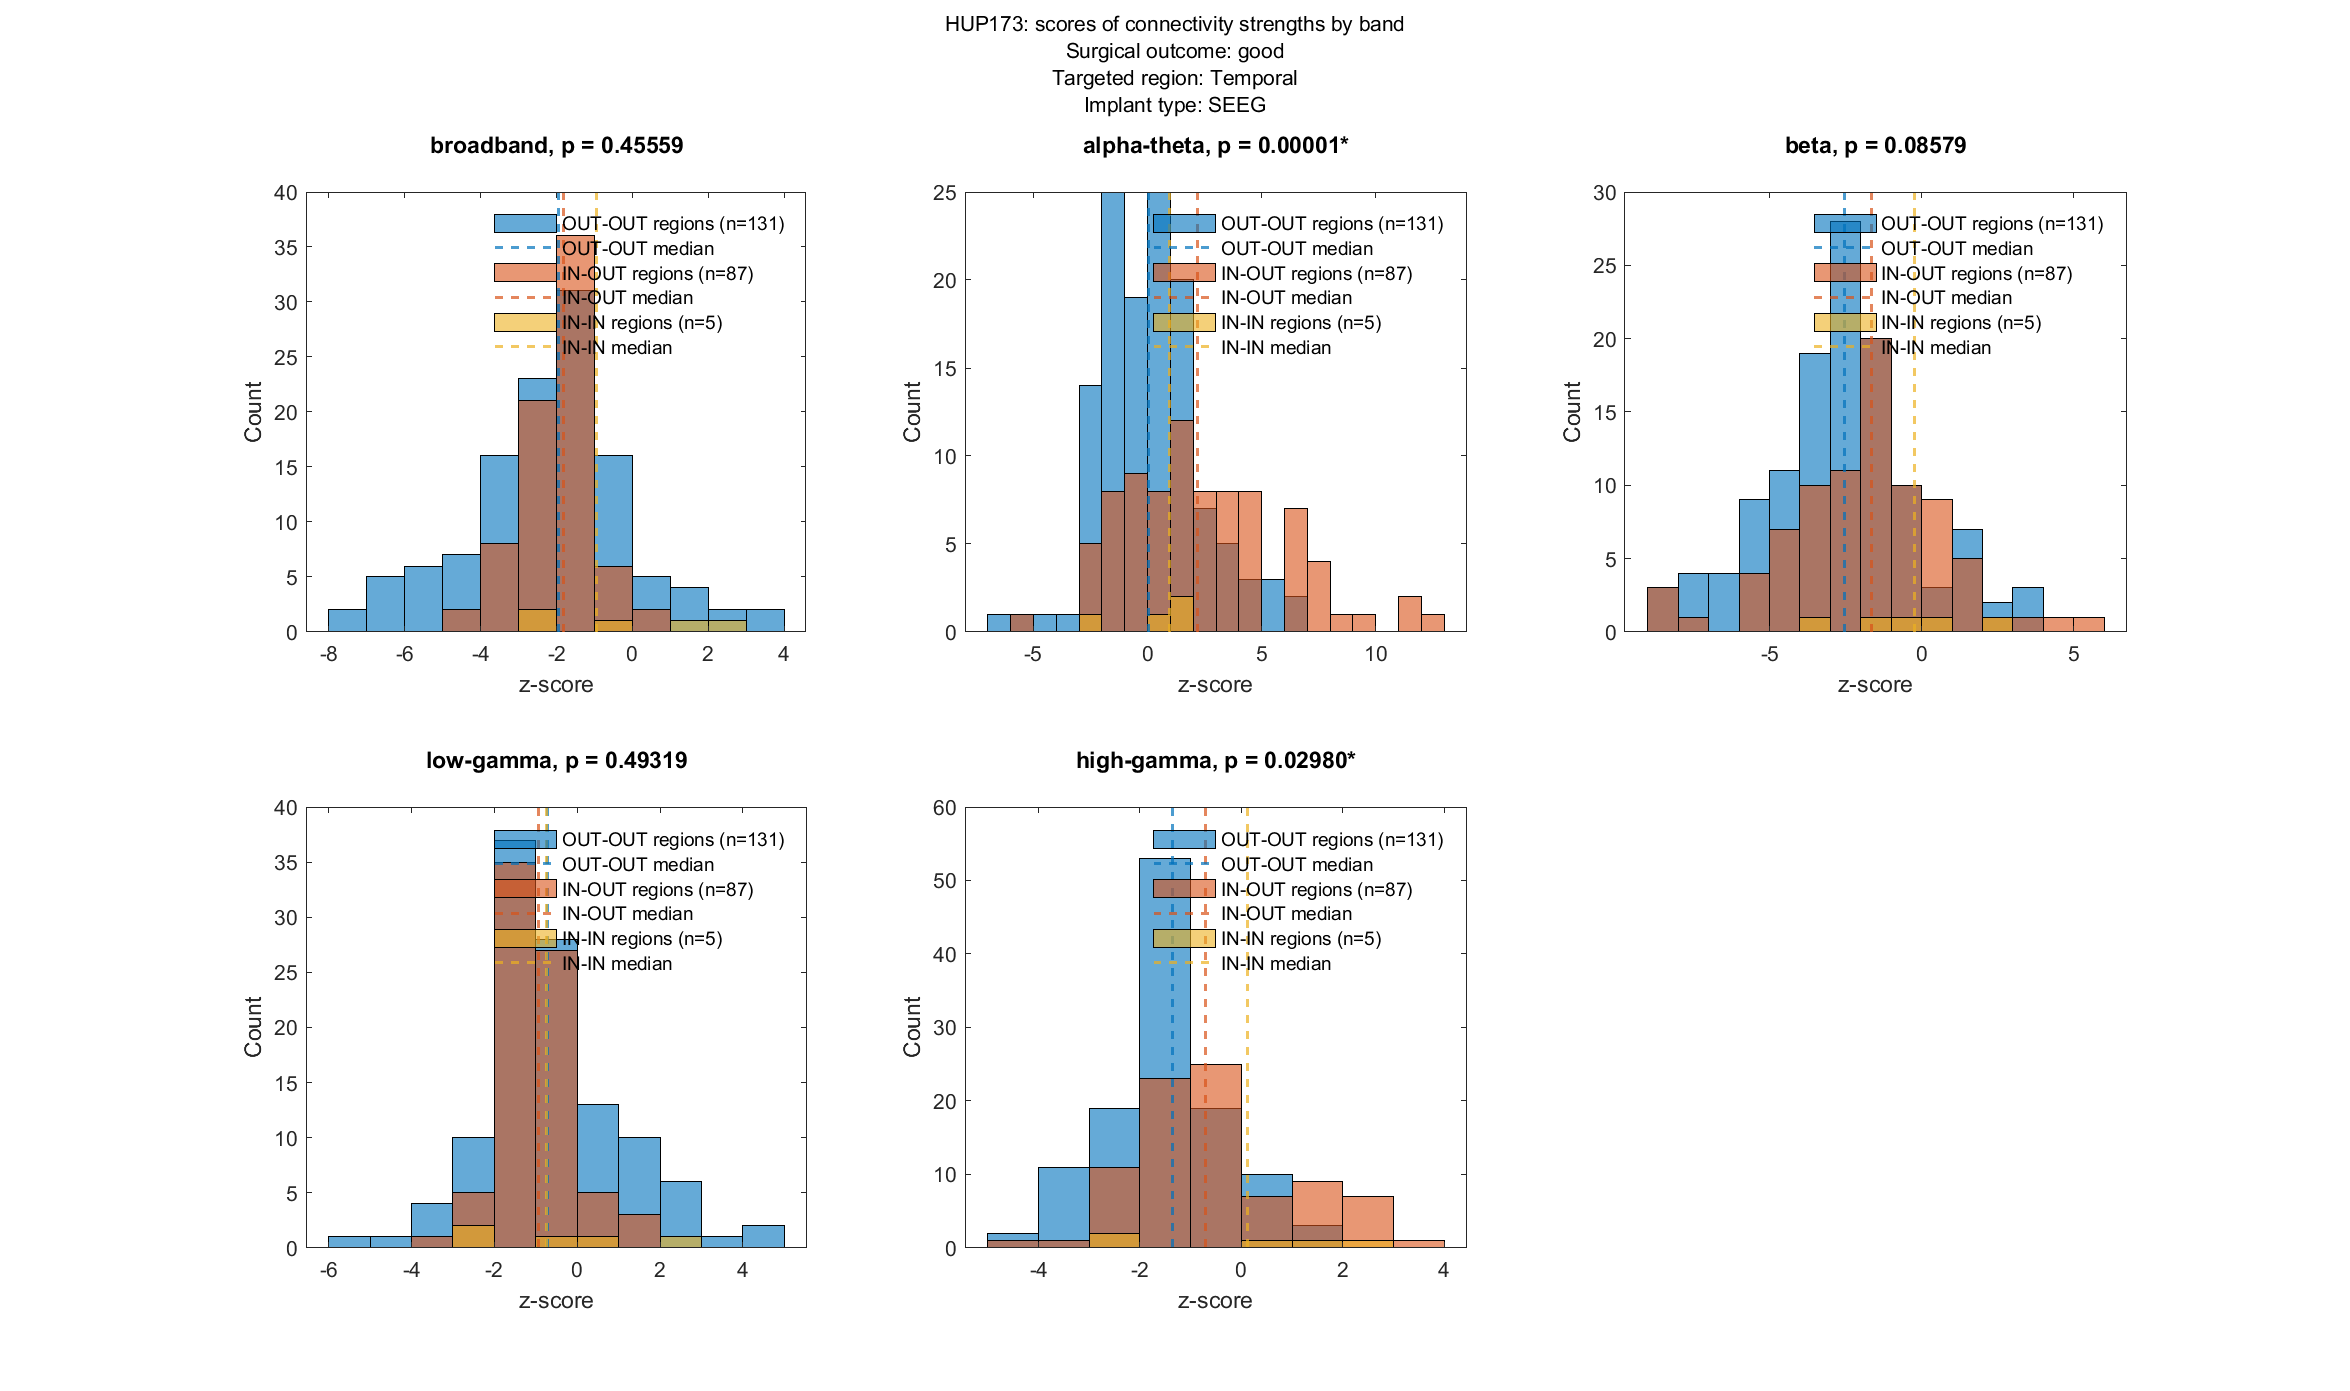 HUP173: scores of connectivity strengths by band
Surgical outcome: good
Targeted region: Temporal
Implant type: SEEG
broadband, p = 0.45559
40
35
30
25
20
15
10
5
0
Count
-8 -6 -4 -2 0 2 4
z-score
OUT-OUT regions (n=131)
OUT-OUT median
IN-OUT regions (n=87)
IN-OUT median
IN-IN regions (n=5)
IN-IN median
alpha-theta, p = 0.00001*
25
20
15
10
5
0
Count
-5 0 5 10
z-score
OUT-OUT regions (n=131)
OUT-OUT median
IN-OUT regions (n=87)
IN-OUT median
IN-IN regions (n=5)
IN-IN median
beta, p = 0.08579
30
25
20
15
10
5
0
Count
-5 0 5
z-score
OUT-OUT regions (n=131)
OUT-OUT median
IN-OUT regions (n=87)
IN-OUT median
IN-IN regions (n=5)
IN-IN median
low-gamma, p = 0.49319
40
35
30
25
20
15
10
5
0
Count
-6 -4 -2 0 2 4
z-score
OUT-OUT regions (n=131)
OUT-OUT median
IN-OUT regions (n=87)
IN-OUT median
IN-IN regions (n=5)
IN-IN median
high-gamma, p = 0.02980*
60
50
40
30
20
10
0
Count
-4 -2 0 2 4
z-score
OUT-OUT regions (n=131)
OUT-OUT median
IN-OUT regions (n=87)
IN-OUT median
IN-IN regions (n=5)
IN-IN median